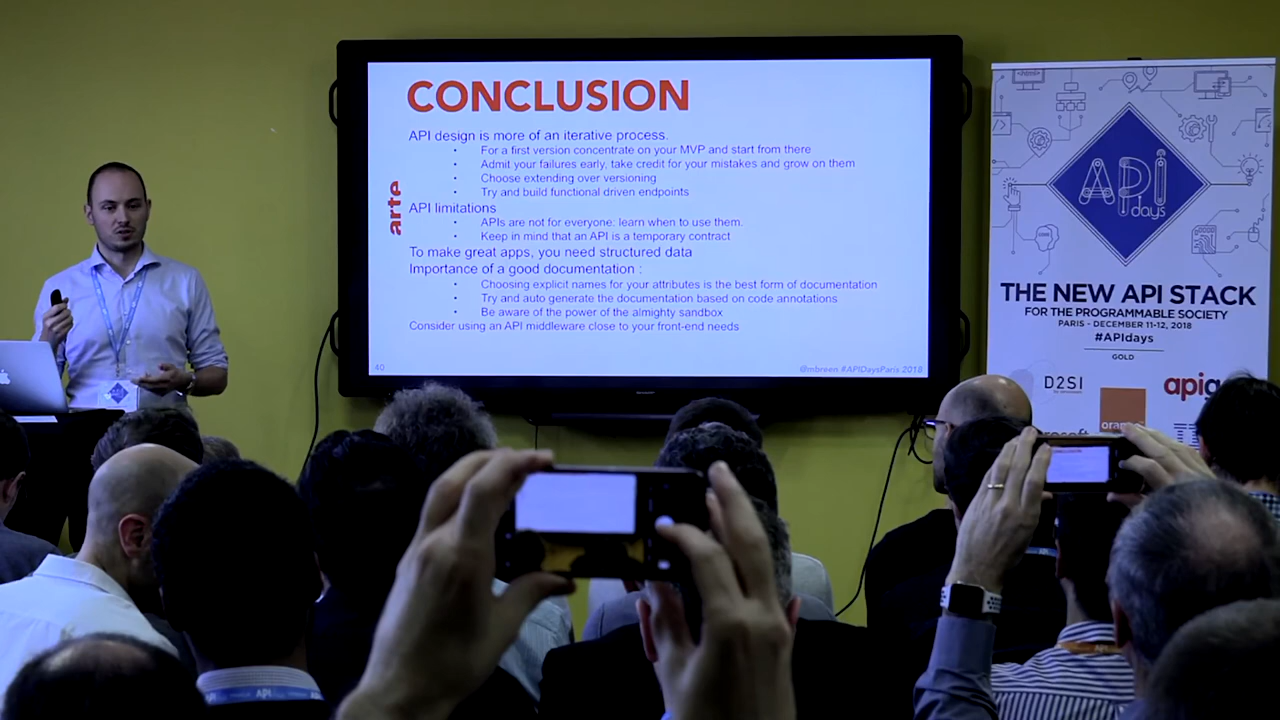 CONCLUSION
API design is more of an iterative process.
• For a first version concentrate on your MVP and start from there
• Admit your failures early, take credit for your mistakes and grow on them
• Choose extending over versioning
• Try and build functional driven endpoints
arte
API limitations
• APIs are not for everyone: learn when to use them.
• Keep in mind that an API is a temporary contract
To make great apps, you need structured data
Importance of a good documentation :
• Choosing explicit names for your attributes is the best form of documentation
• Try and auto generate the documentation based on code annotations
• Be aware of the power of the almighty sandbox
Consider using an API middleware close to your front-end needs
40
@mbreen #APIDaysParis 2018
API
days
THE NEW API STACK
FOR THE PROGRAMMABLE SOCIETY
PARIS - DECEMBER 11-12, 2018
#APIdays
GOLD
D2SI
apig
oran
rosoft
API